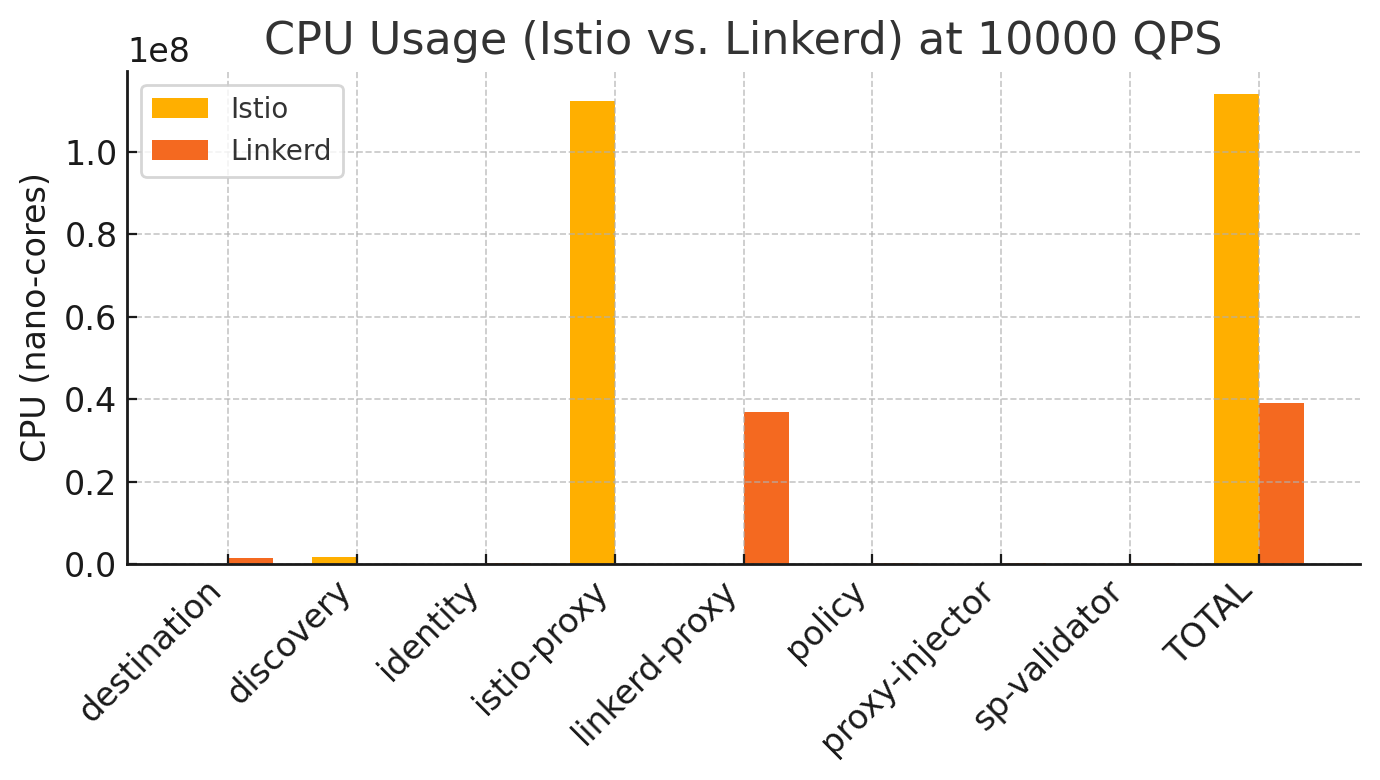 CPU Usage (Istio vs. Linkerd) at 10000 QPS
1e8
Istio
Linkerd
CPU (nano-cores)
1.0
0.8
0.6
0.4
0.2
0.0
destination
discovery
identity
istio-proxy
linkerd-proxy
policy
proxy-injector
sp-validator
TOTAL